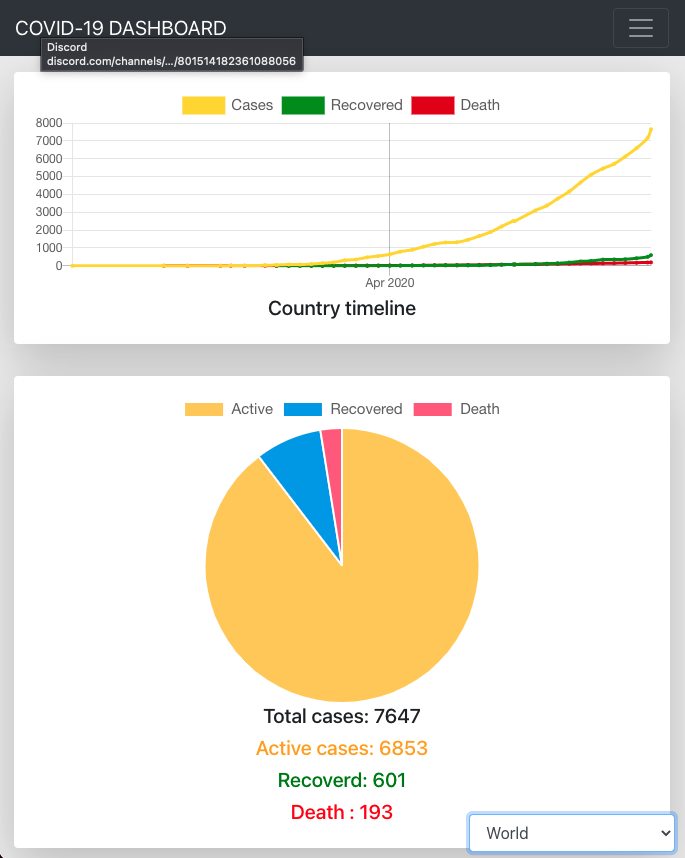 COVID-19 DASHBOARD
Discord
discord.com/channels/.../801514182361088056
Cases Recovered Death
8000
7000
6000
5000
4000
3000
2000
1000
0
Apr 2020
Country timeline
Active Recovered Death
Total cases: 7647
Active cases: 6853
Recoverd: 601
Death : 193
World